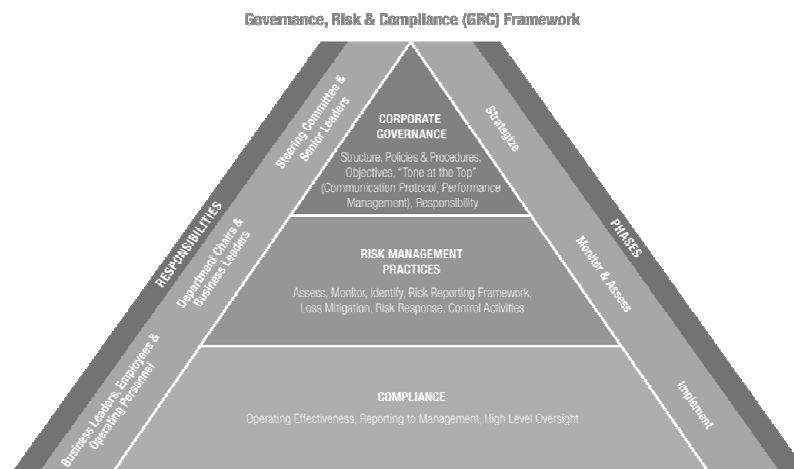 Governance, Risk & Compliance (GRC) Framework
RESPONSIBILITIES
Steering Committee &
Senior Leaders
Department Chairs &
Business Leaders
Business Leaders, Employees &
Operating Personnel
CORPORATE
GOVERNANCE
Structure, Policies & Procedures,
Objectives, "Tone at the Top"
(Communication Protocol, Performance
Management), Responsibility
RISK MANAGEMENT
PRACTICES
Assess, Monitor, Identify, Risk Reporting Framework,
Loss Mitigation, Risk Response, Control Activities
COMPLIANCE
Operating Effectiveness, Reporting to Management, High Level Oversight
PHASES
Strategize
Monitor & Assess
Implement